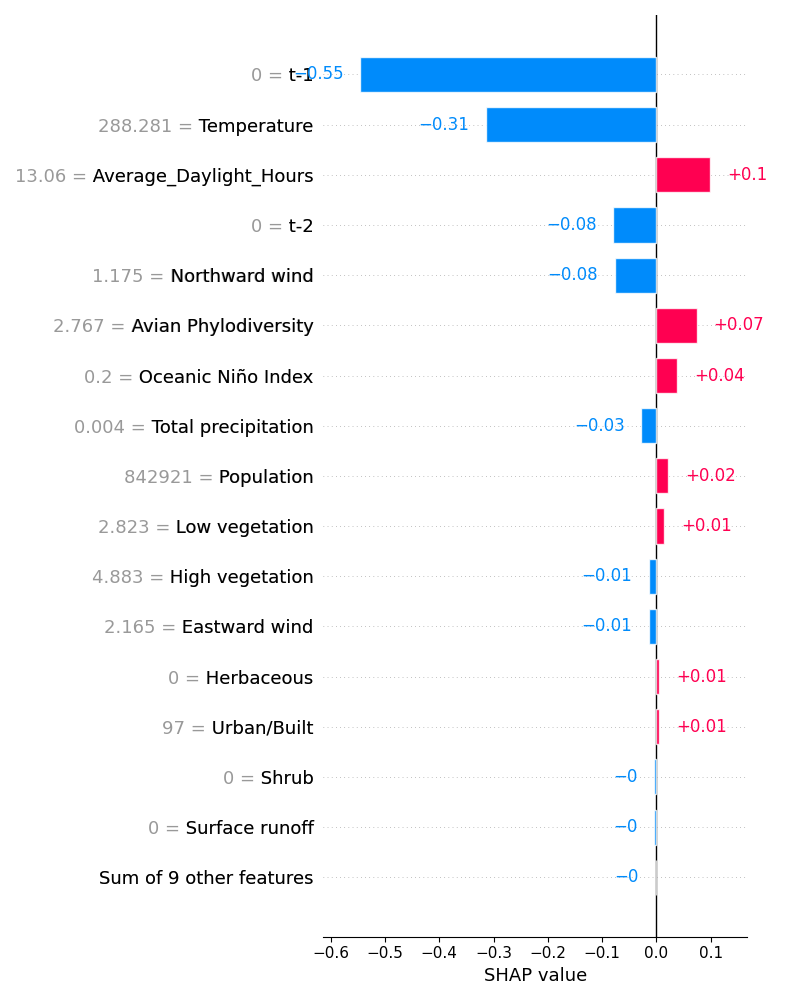 0 = t-1 −0.55
288.281 = Temperature −0.31
13.06 = Average_Daylight_Hours +0.1
0 = t-2 −0.08
1.175 = Northward wind −0.08
2.767 = Avian Phylodiversity +0.07
0.2 = Oceanic Niño Index +0.04
0.004 = Total precipitation −0.03
842921 = Population +0.02
2.823 = Low vegetation +0.01
4.883 = High vegetation −0.01
2.165 = Eastward wind −0.01
0 = Herbaceous +0.01
97 = Urban/Built +0.01
0 = Shrub −0
0 = Surface runoff −0
Sum of 9 other features −0
−0.6 −0.5 −0.4 −0.3 −0.2 −0.1 0.0 0.1
SHAP value